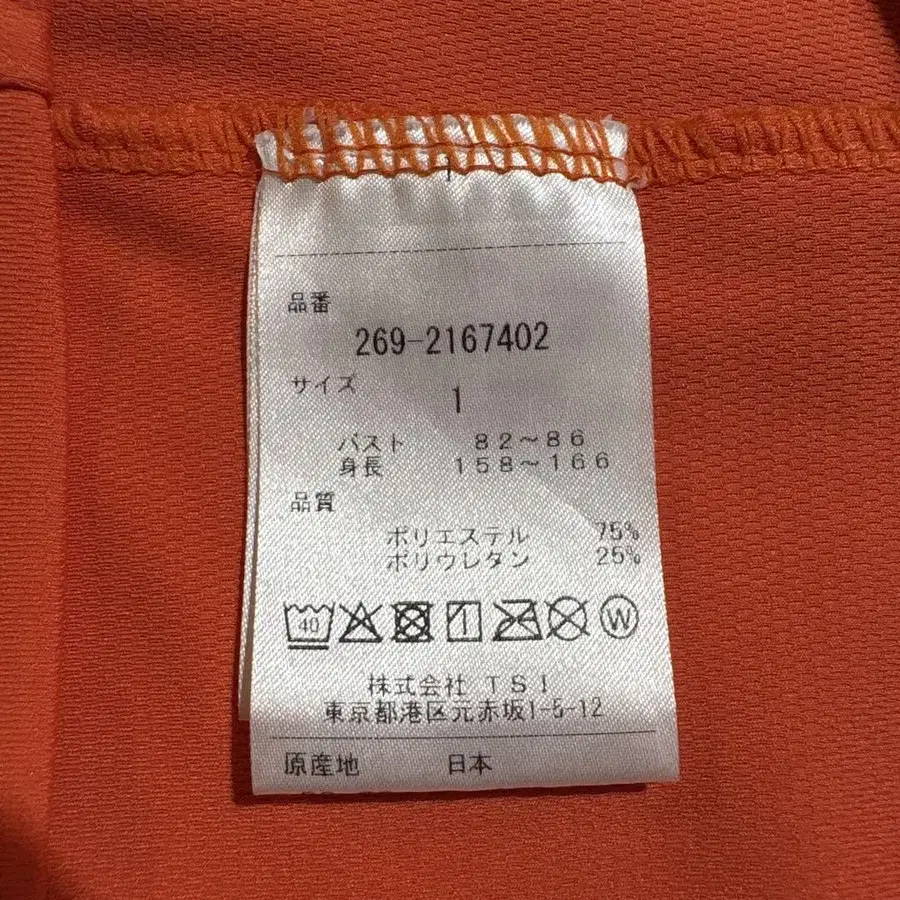 品番
269-2167402
サイズ
1
バスト 82～86
身長 158～166
品質
ポリエステル 75%
ポリウレタン 25%
40
W
株式会社 TSI
東京都港区元赤坂1-5-12
原産地 日本